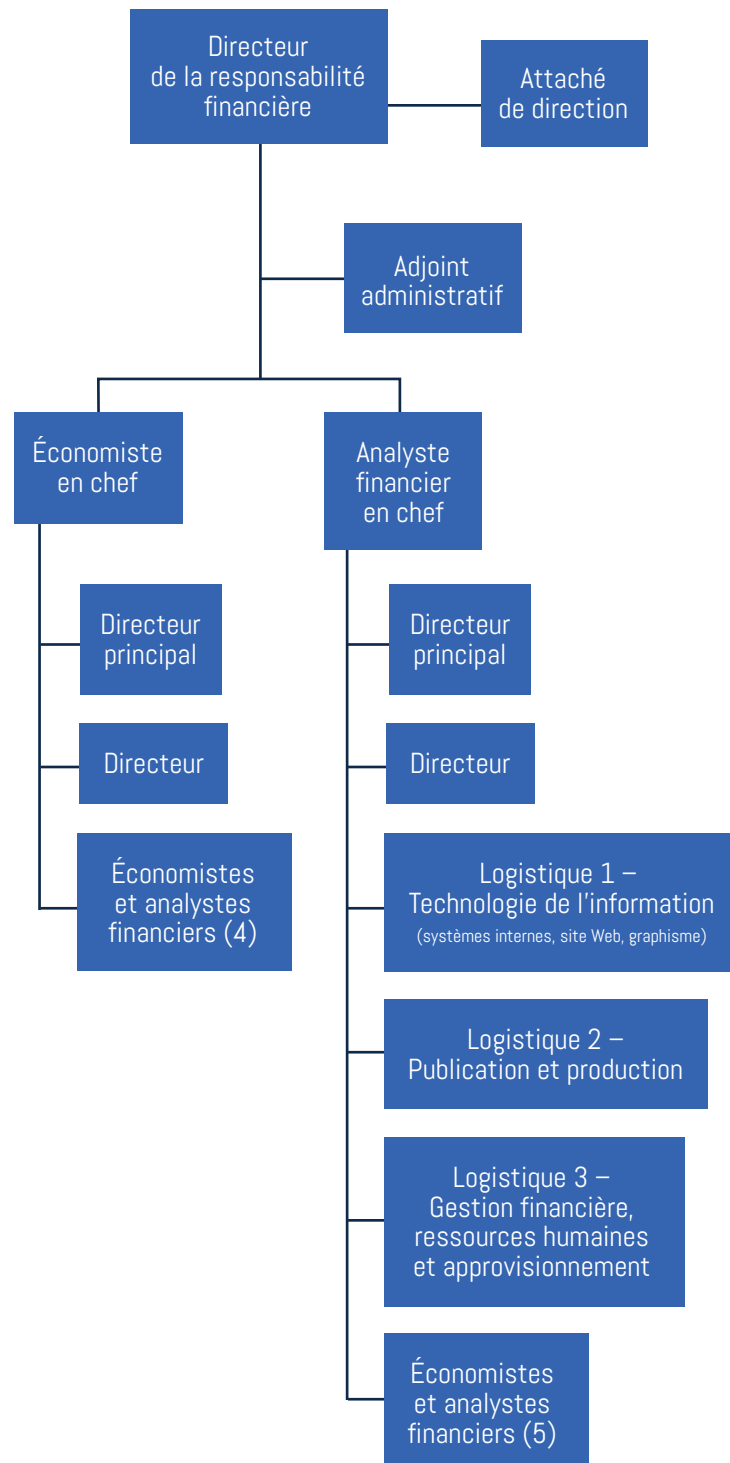 Directeur
de la responsabilité
financière
Attaché
de direction
Adjoint
administratif
Économiste
en chef
Directeur
principal
Directeur
Économistes
et analystes
financiers (4)
Analyste
financier
en chef
Directeur
principal
Directeur
Logistique 1 –
Technologie de l'information
(systèmes internes, site Web, graphisme)
Logistique 2 –
Publication et production
Logistique 3 –
Gestion financière,
ressources humaines
et approvisionnement
Économistes
et analystes
financiers (5)